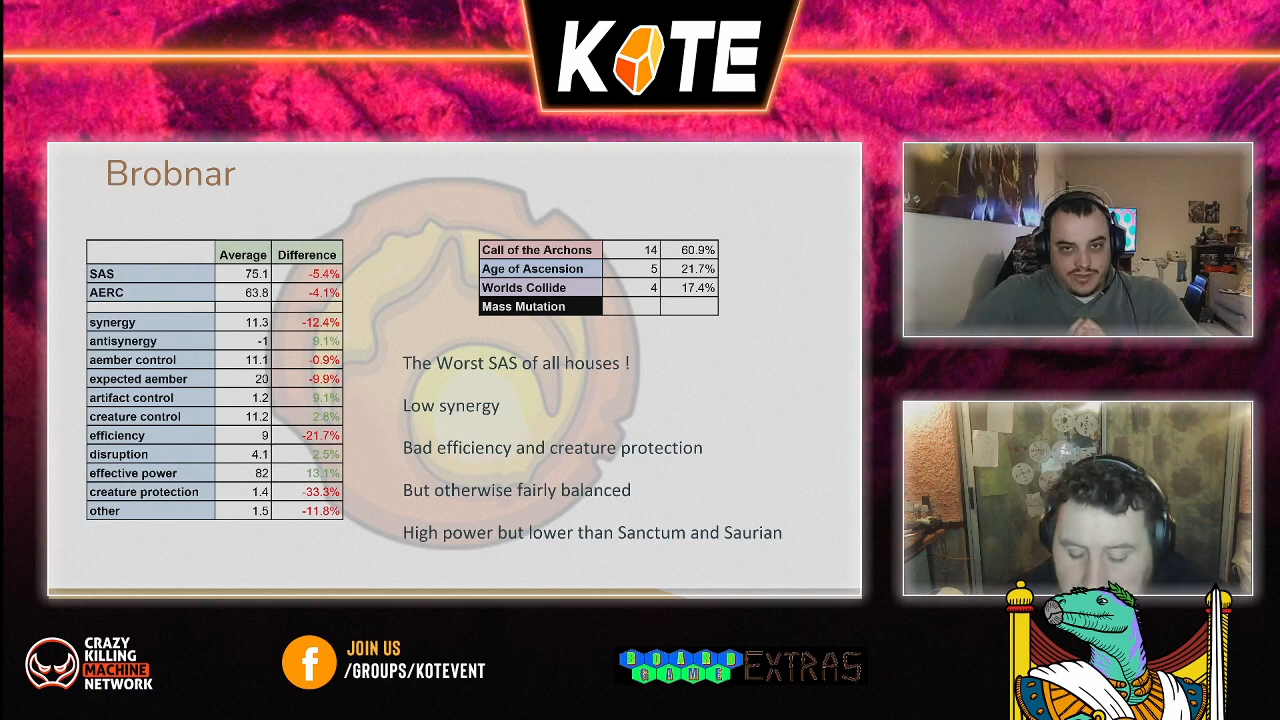 KOTE
Brobnar
Average Difference
SAS 75.1 -5.4%
AERC 63.8 -4.1%
synergy 11.3 -12.4%
antisynergy -1 9.1%
aember control 11.1 -0.9%
expected aember 20 -9.9%
artifact control 1.2 9.1%
creature control 11.2 2.8%
efficiency 9 -21.7%
disruption 4.1 2.5%
effective power 82 13.1%
creature protection 1.4 -33.3%
other 1.5 -11.8%
Call of the Archons 14 60.9%
Age of Ascension 5 21.7%
Worlds Collide 4 17.4%
Mass Mutation
The Worst SAS of all houses !
Low synergy
Bad efficiency and creature protection
But otherwise fairly balanced
High power but lower than Sanctum and Saurian
CRAZY
KILLING
MACHINE
NETWORK
f
JOIN US
/GROUPS/KOTEVENT
BOARD
GAME
EXTRAS